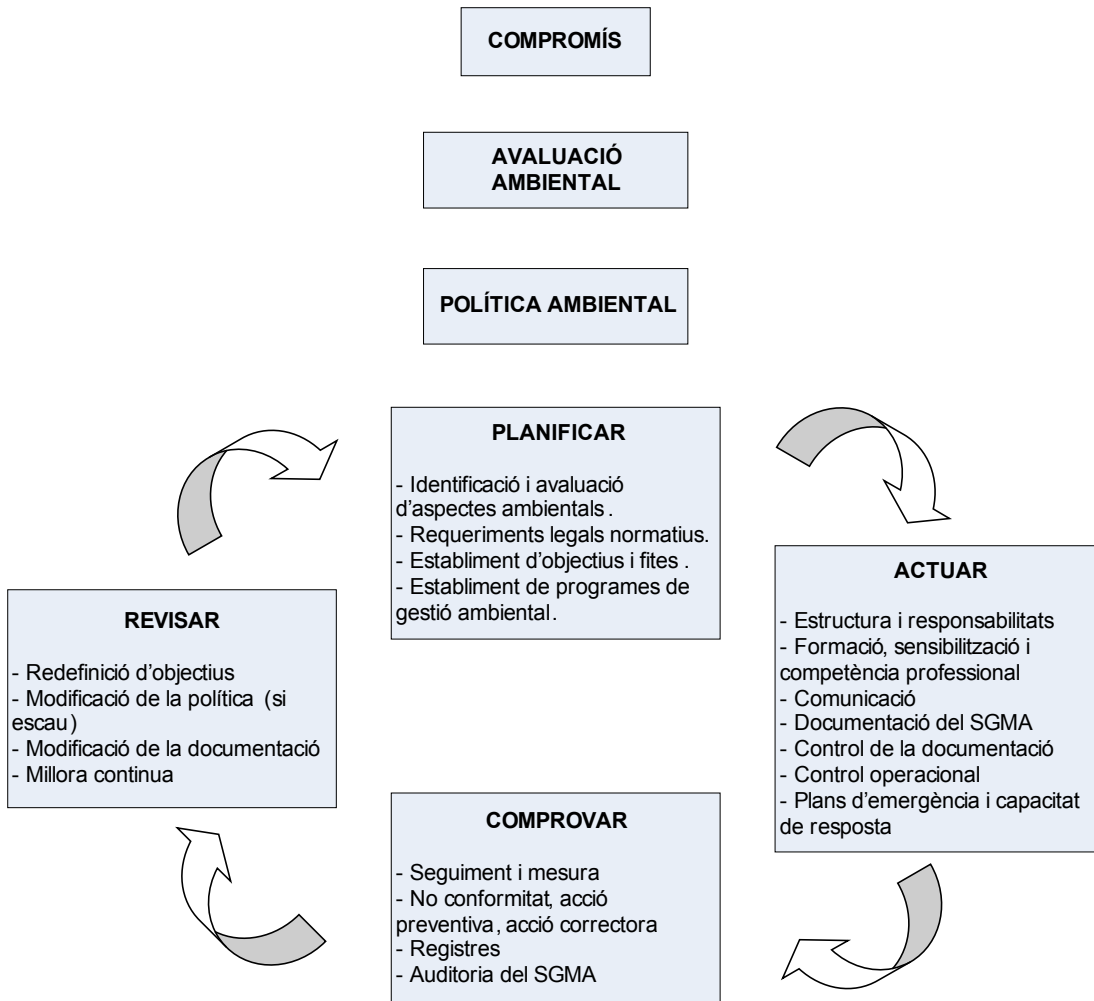 COMPROMÍS
AVALUACIÓ
AMBIENTAL
POLÍTICA AMBIENTAL
PLANIFICAR
- Identificació i avaluació
d'aspectes ambientals.
- Requeriments legals normatius.
- Establiment d'objectius i fites.
- Establiment de programes de
gestió ambiental.
ACTUAR
- Estructura i responsabilitats
- Formació, sensibilització i
competència professional
- Comunicació
- Documentació del SGMA
- Control de la documentació
- Control operacional
- Plans d'emergència i capacitat
de resposta
COMPROVAR
- Seguiment i mesura
- No conformitat, acció
preventiva, acció correctora
- Registres
- Auditoria del SGMA
REVISAR
- Redefinició d'objectius
- Modificació de la política (si
escau)
- Modificació de la documentació
- Millora continua